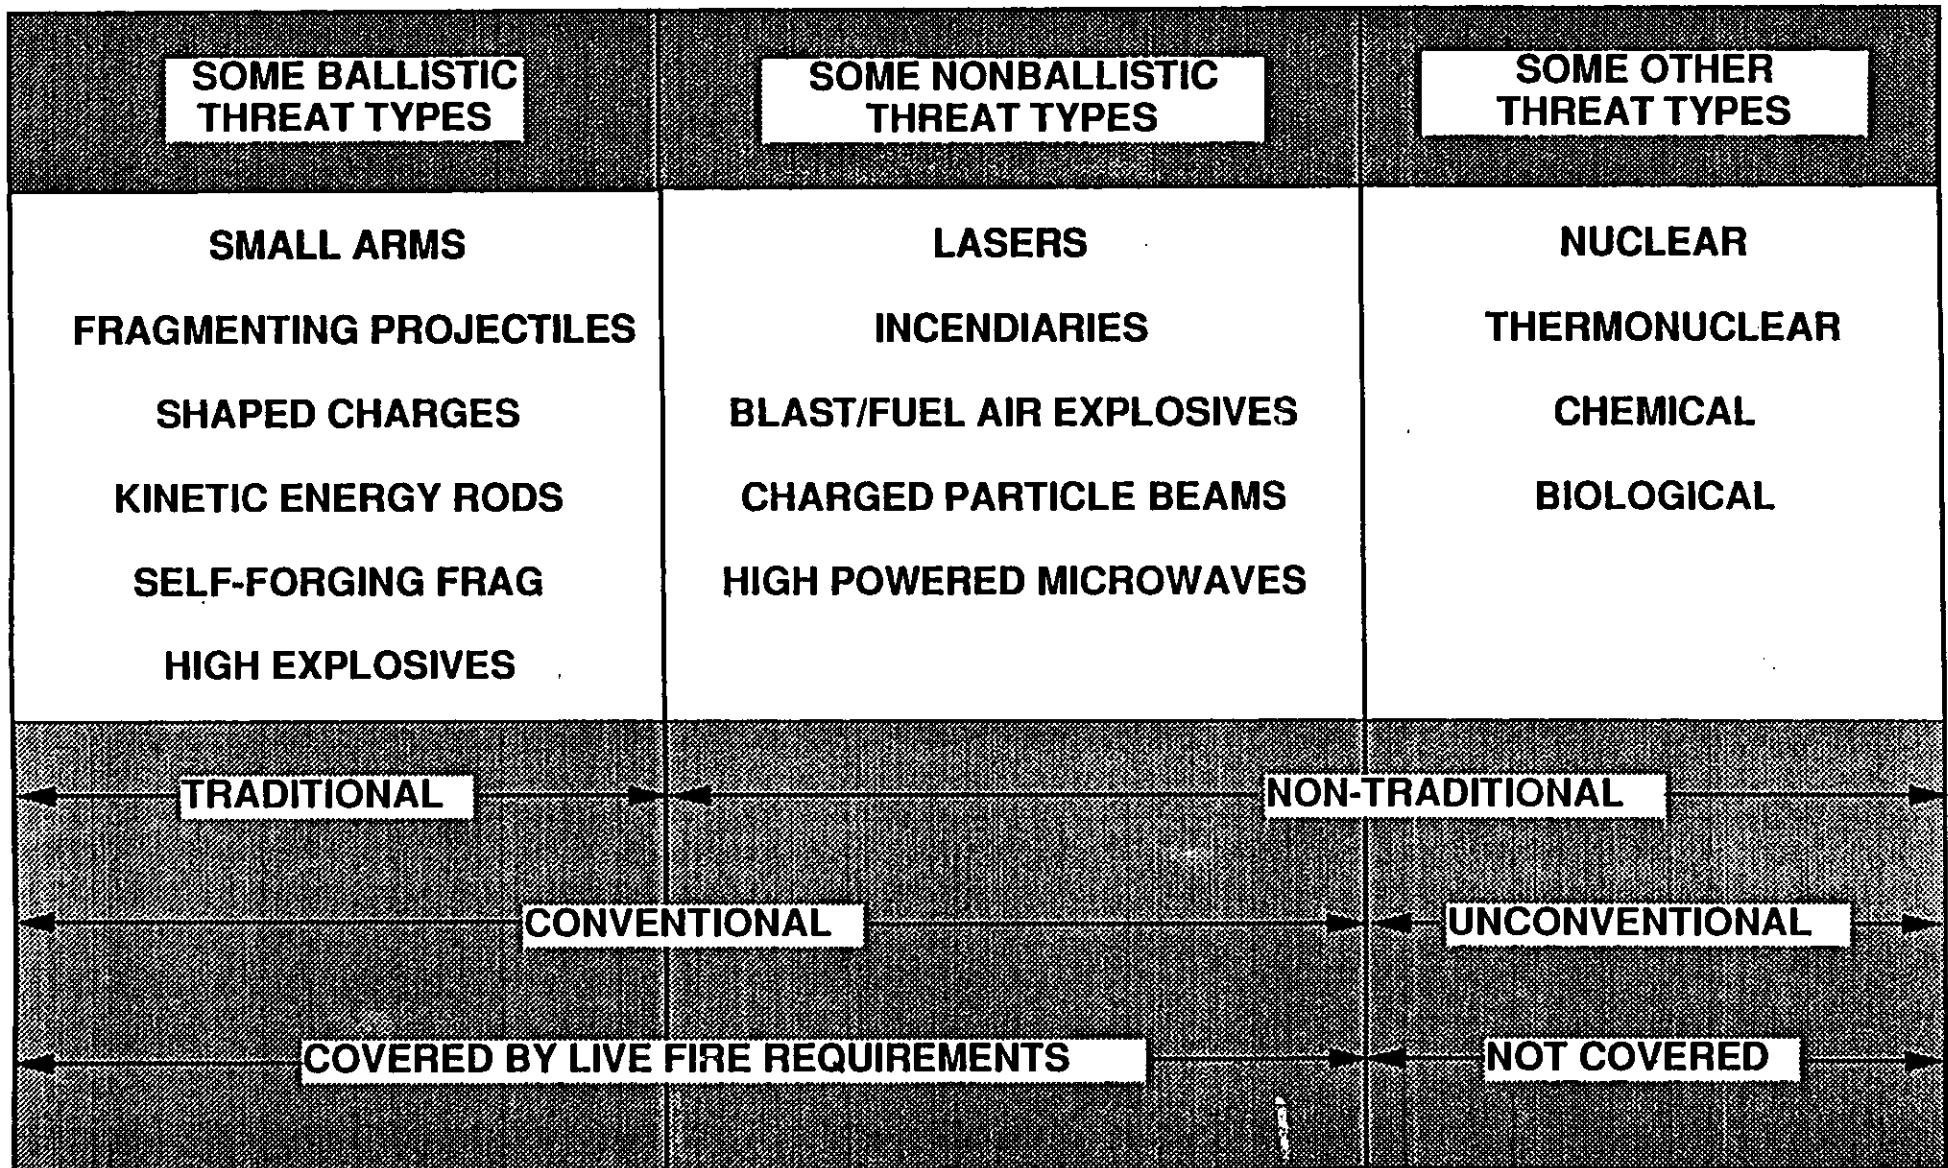 SOME BALLISTIC
THREAT TYPES
SOME NONBALLISTIC
THREAT TYPES
SOME OTHER
THREAT TYPES
SMALL ARMS
FRAGMENTING PROJECTILES
SHAPED CHARGES
KINETIC ENERGY RODS
SELF-FORGING FRAG
HIGH EXPLOSIVES
LASERS
INCENDIARIES
BLAST/FUEL AIR EXPLOSIVES
CHARGED PARTICLE BEAMS
HIGH POWERED MICROWAVES
NUCLEAR
THERMONUCLEAR
CHEMICAL
BIOLOGICAL
TRADITIONAL
NON-TRADITIONAL
CONVENTIONAL
UNCONVENTIONAL
COVERED BY LIVE FIRE REQUIREMENTS
NOT COVERED